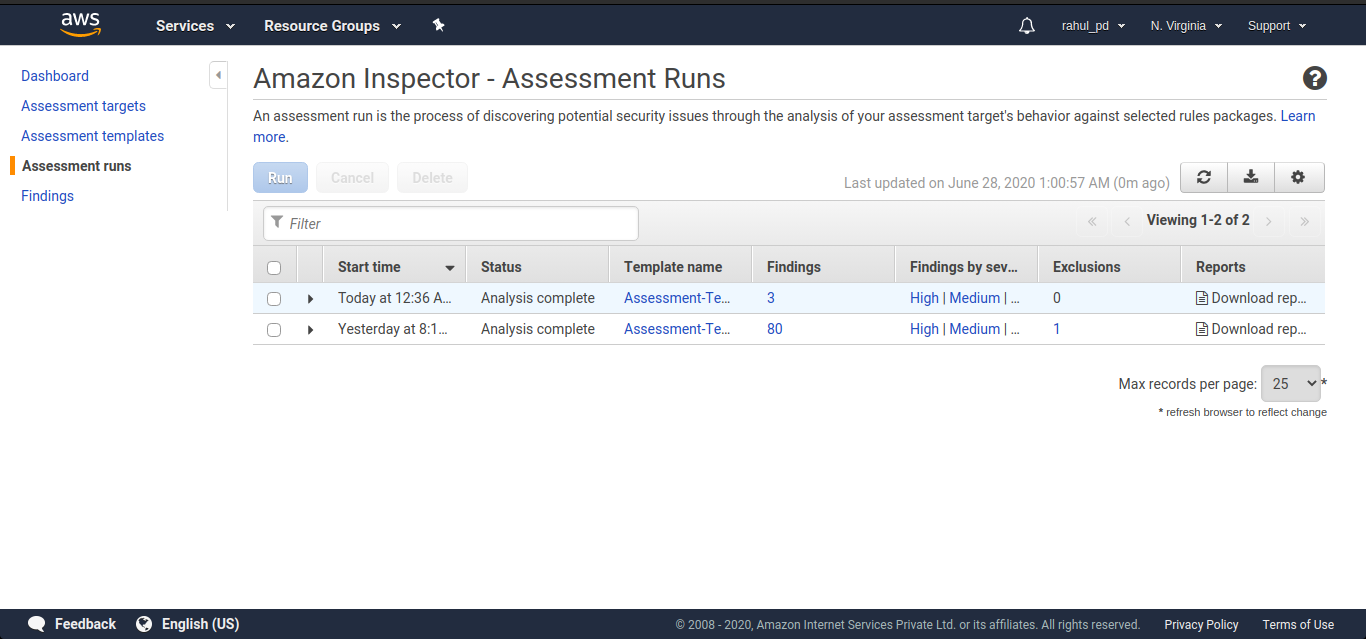 aws Services Resource Groups rahul_pd N. Virginia Support
Dashboard
Assessment targets
Assessment templates
Assessment runs
Findings
Amazon Inspector - Assessment Runs
An assessment run is the process of discovering potential security issues through the analysis of your assessment target's behavior against selected rules packages. Learn
more.
Run Cancel Delete Last updated on June 28, 2020 1:00:57 AM (0m ago)
Filter « ‹ Viewing 1-2 of 2 › »
Start time Status Template name Findings Findings by sev... Exclusions Reports
Today at 12:36 A... Analysis complete Assessment-Te... 3 High | Medium | ... 0 Download rep...
Yesterday at 8:1... Analysis complete Assessment-Te... 80 High | Medium | ... 1 Download rep...
Max records per page: 25 *
* refresh browser to reflect change
Feedback English (US) © 2008 - 2020, Amazon Internet Services Private Ltd. or its affiliates. All rights reserved. Privacy Policy Terms of Use